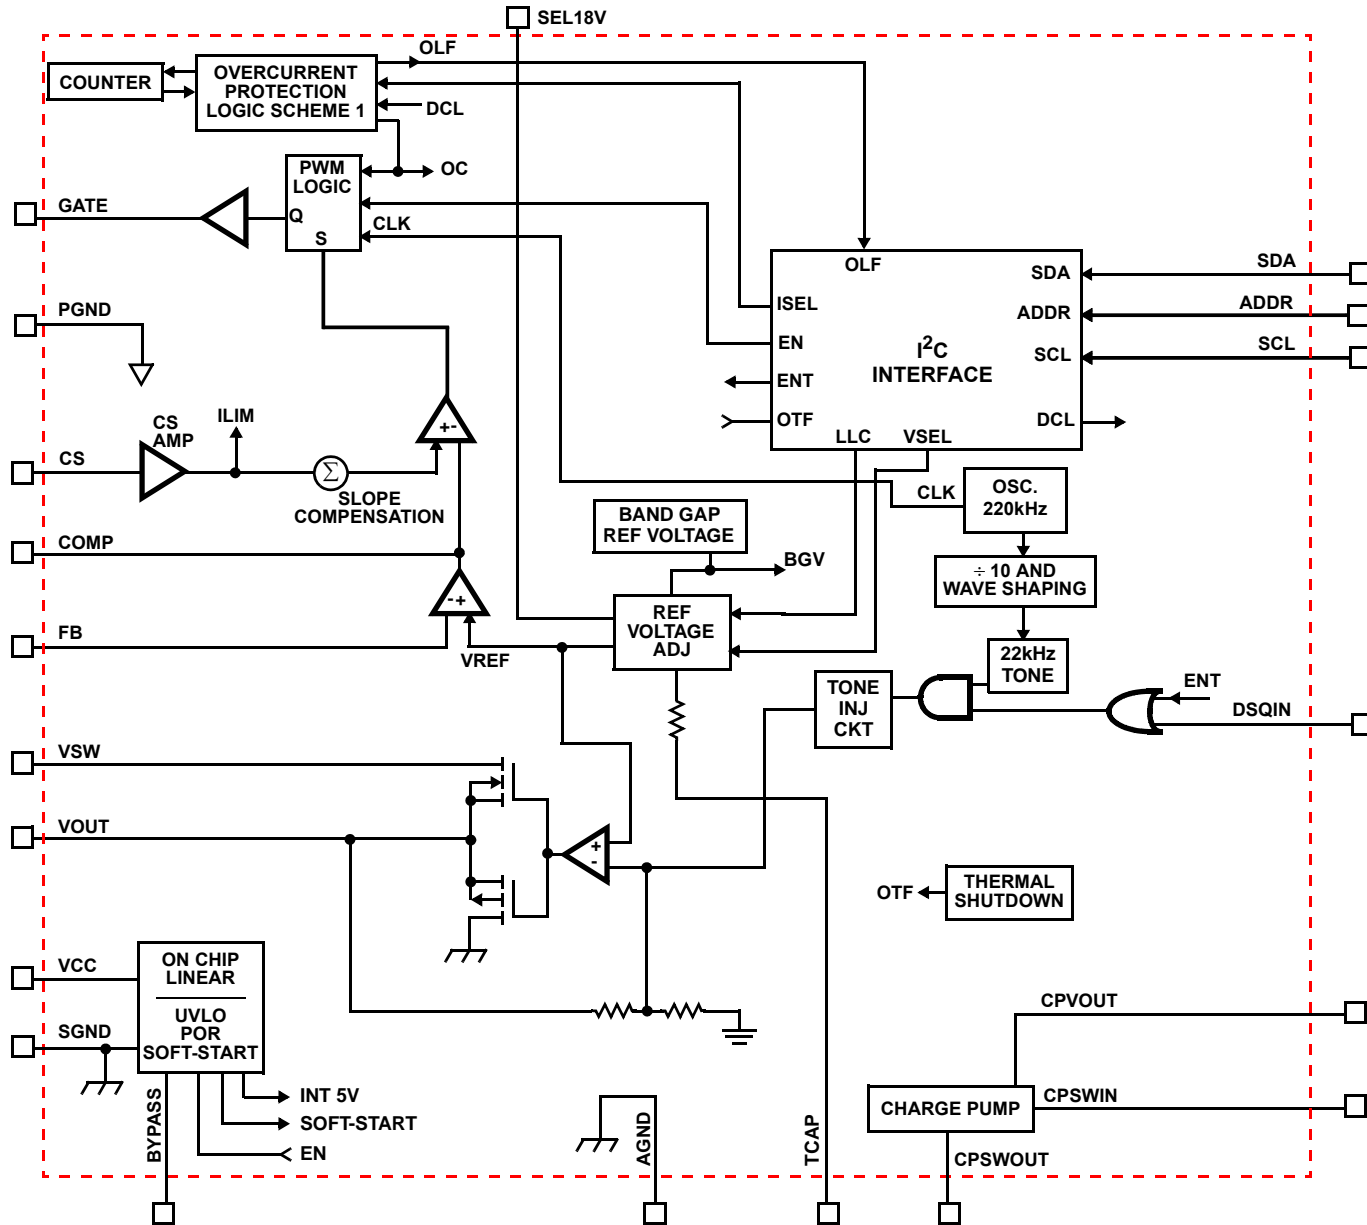 SEL18V
OLF
COUNTER
OVERCURRENT
PROTECTION
LOGIC SCHEME 1
DCL
OC
PWM
LOGIC
Q
S
CLK
GATE
PGND
OLF
ISEL
EN
ENT
OTF
LLC
VSEL
I²C
INTERFACE
SDA
ADDR
SCL
DCL
SDA
ADDR
SCL
CS
AMP
ILIM
CS
+-
Σ
SLOPE
COMPENSATION
COMP
CLK
OSC.
220kHz
BAND GAP
REF VOLTAGE
BGV
÷ 10 AND
WAVE SHAPING
-+
REF
VOLTAGE
ADJ
FB
VREF
22kHz
TONE
TONE
INJ
CKT
ENT
DSQIN
VSW
VOUT
+
-
OTF
THERMAL
SHUTDOWN
VCC
SGND
ON CHIP
LINEAR
UVLO
POR
SOFT-START
INT 5V
SOFT-START
EN
BYPASS
AGND
TCAP
CPVOUT
CHARGE PUMP
CPSWIN
CPSWOUT